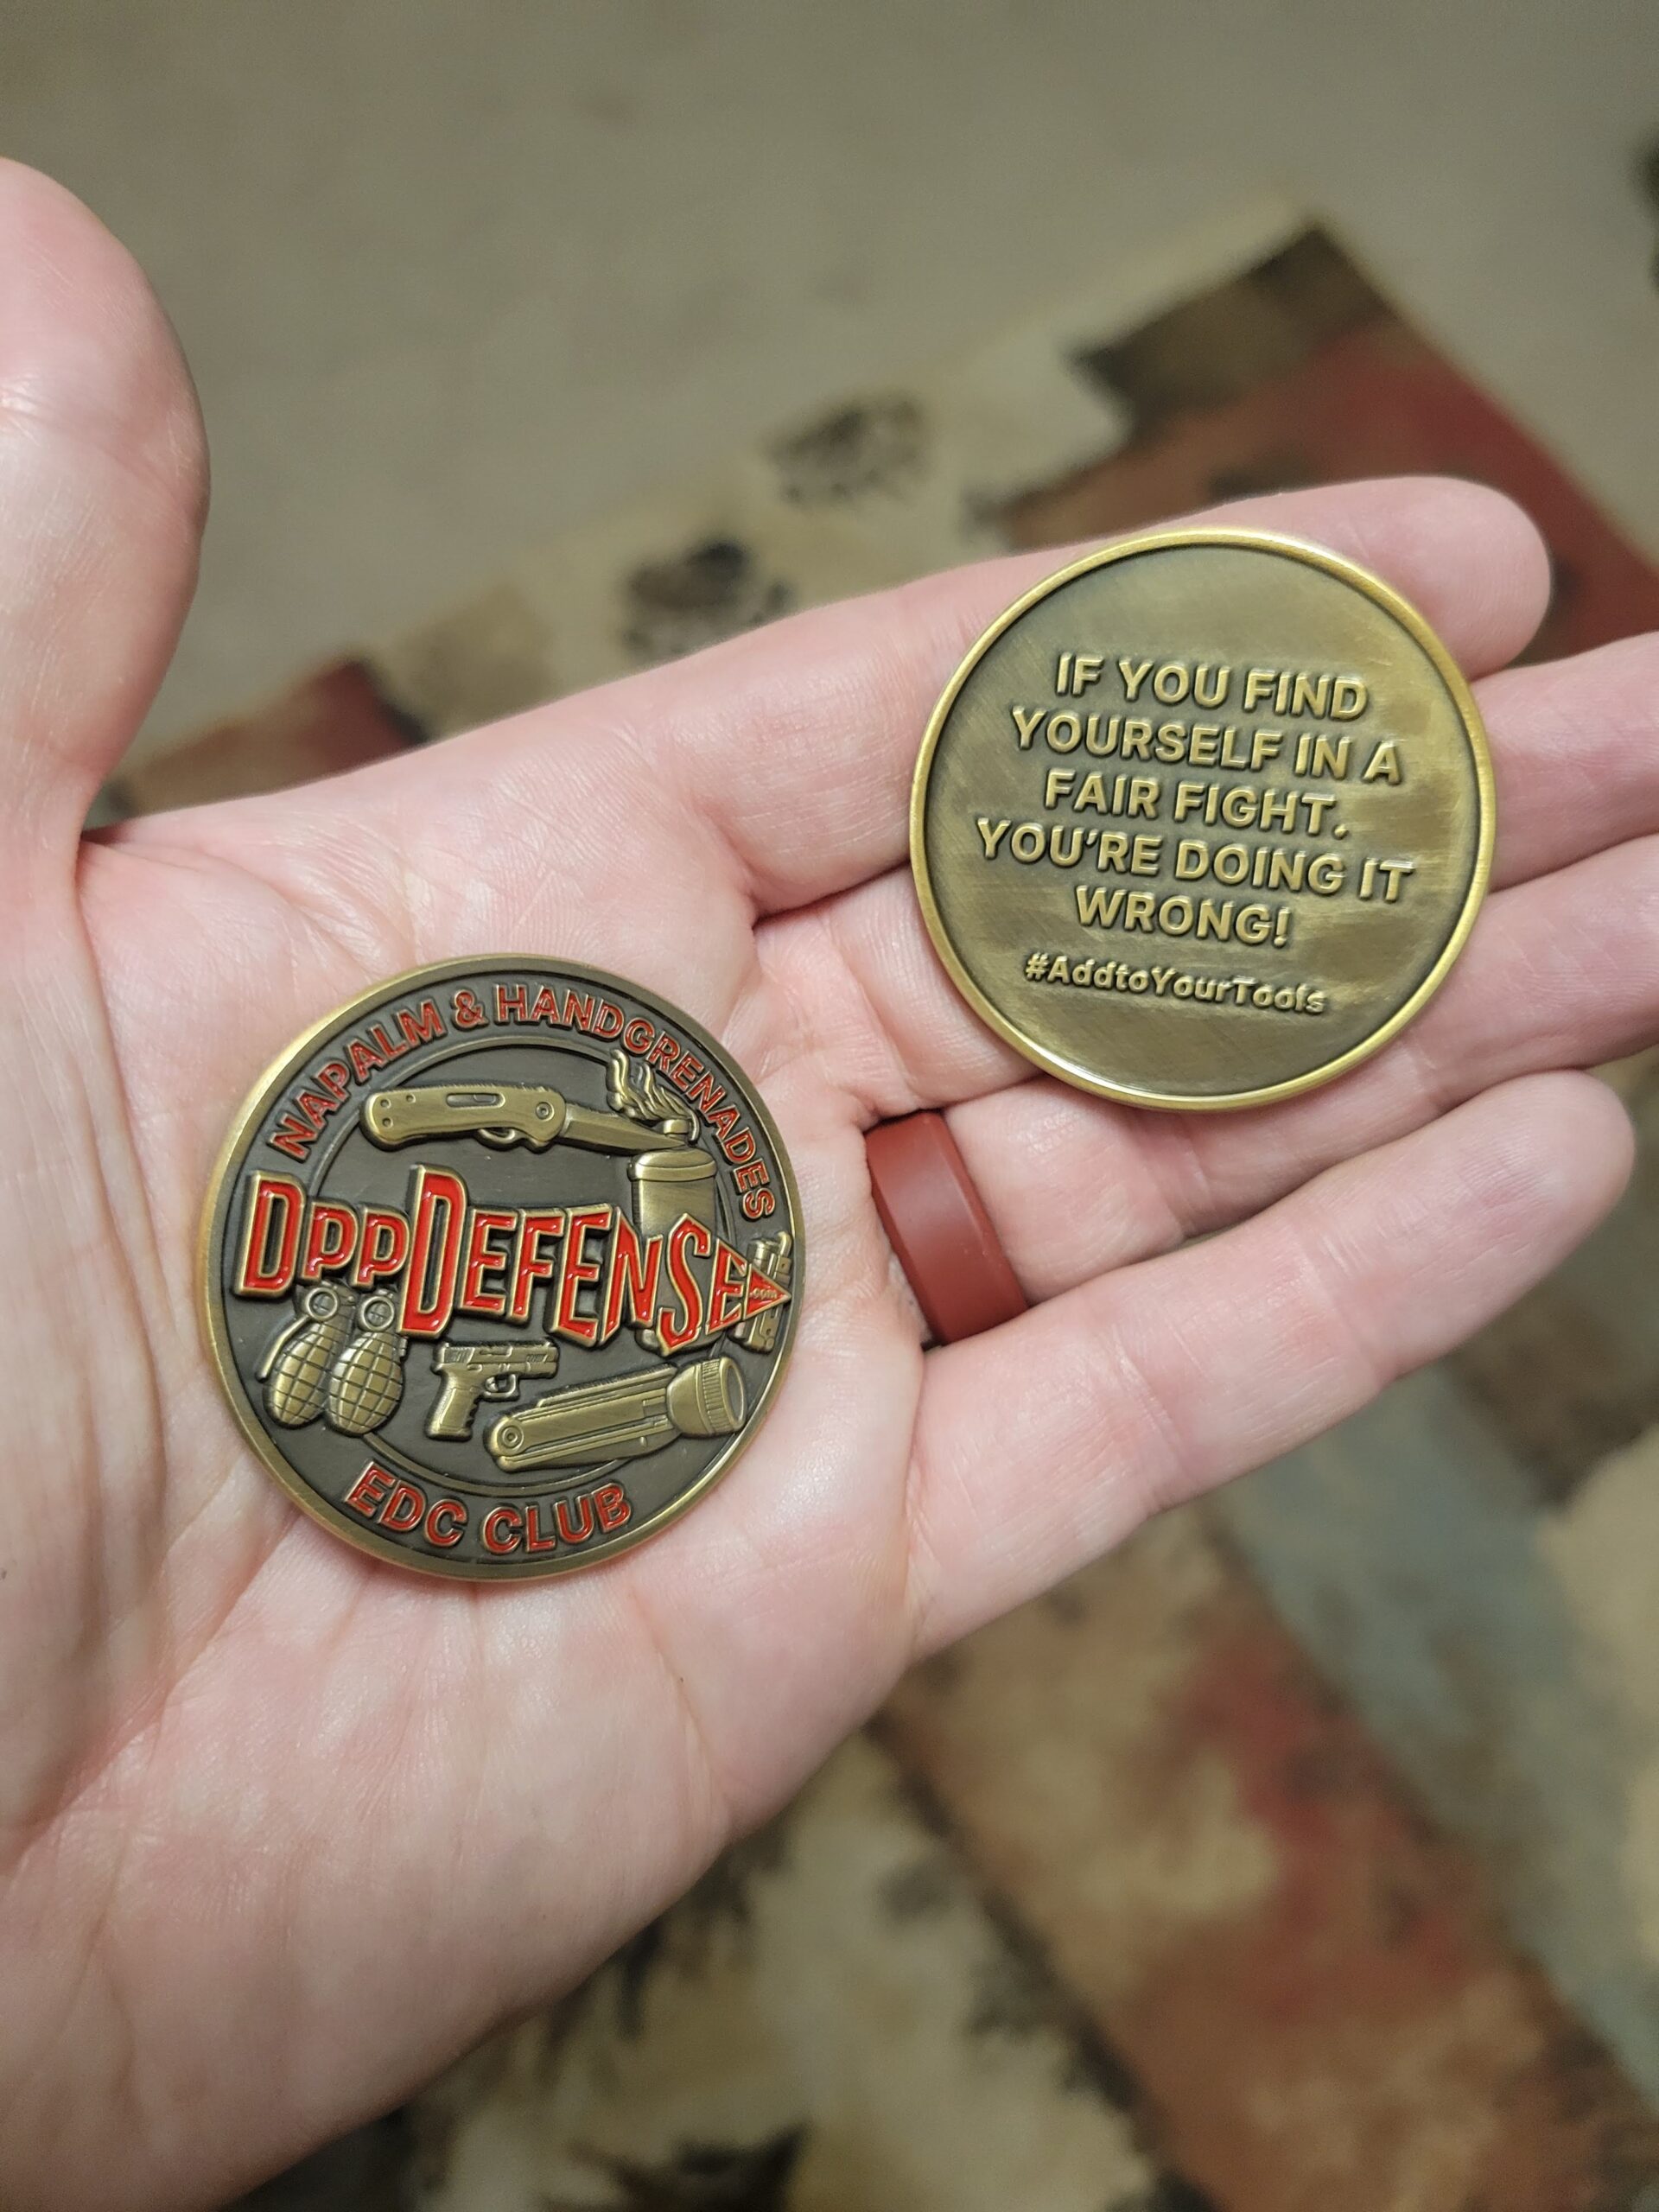 NAPALM & HANDGRENADES
DPPDEFENSE
.com
EDC CLUB
IF YOU FIND
YOURSELF IN A
FAIR FIGHT.
YOU'RE DOING IT
WRONG!
#AddtoYourTools